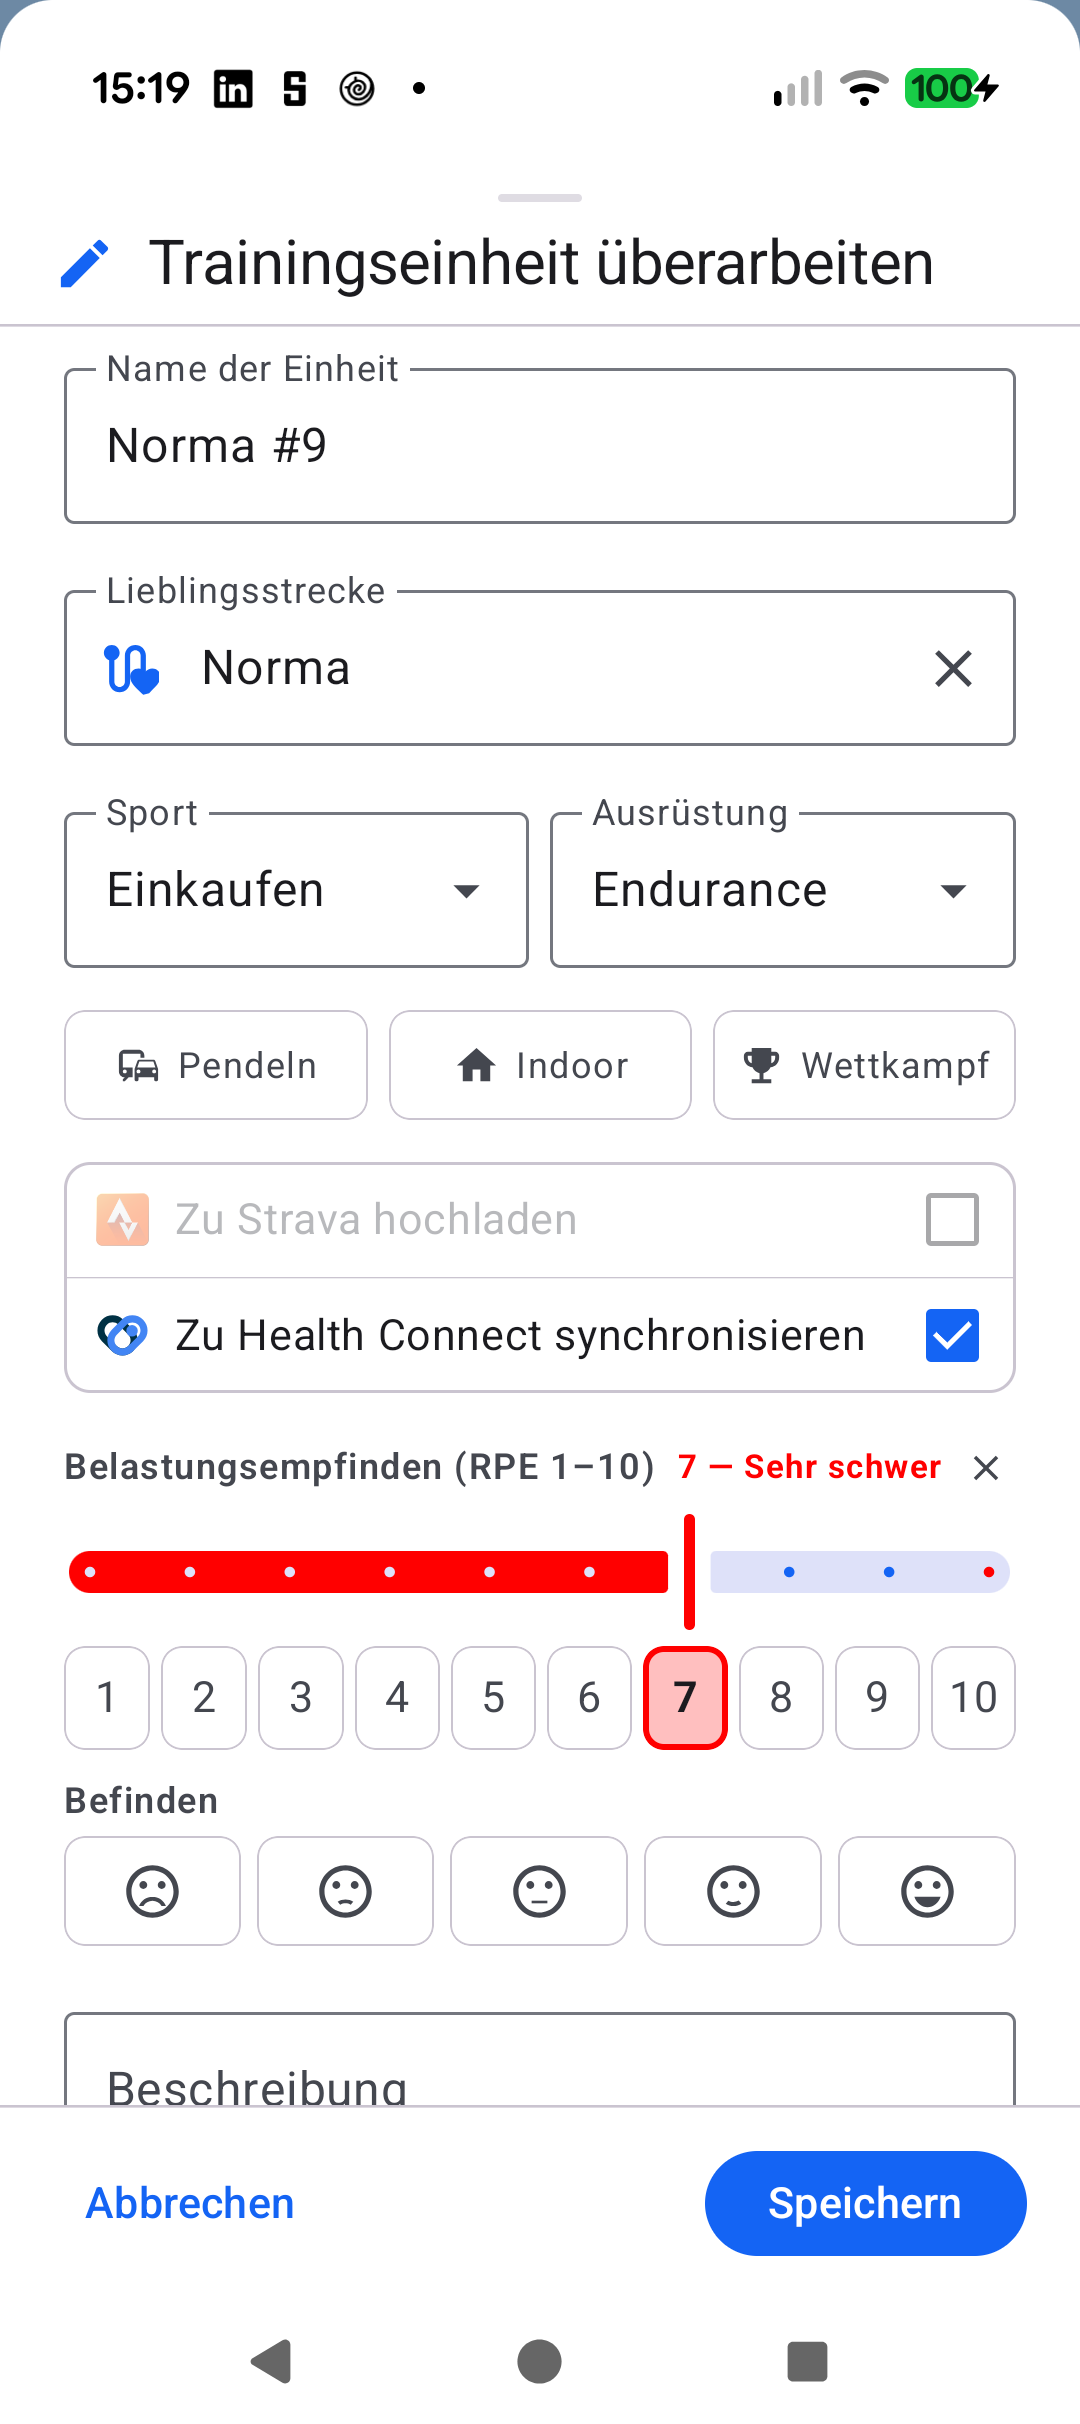 15:19
100
Trainingseinheit überarbeiten
Name der Einheit
Norma #9
Lieblingsstrecke
Norma
Sport
Einkaufen
Ausrüstung
Endurance
Pendeln
Indoor
Wettkampf
Zu Strava hochladen
Zu Health Connect synchronisieren
Belastungsempfinden (RPE 1–10) 7 — Sehr schwer
1 2 3 4 5 6 7 8 9 10
Befinden
Beschreibung
Abbrechen
Speichern